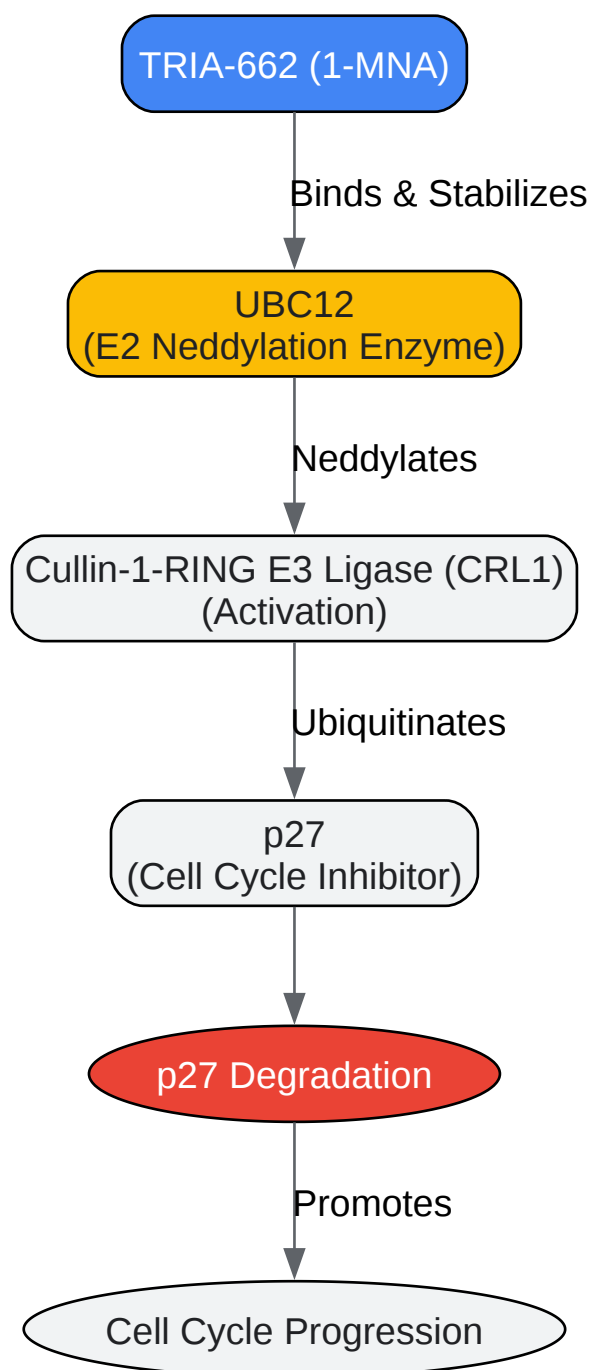 TRIA-662 (1-MNA)
Binds & Stabilizes
UBC12
(E2 Neddylation Enzyme)
Neddylates
Cullin-1-RING E3 Ligase (CRL1)
(Activation)
Ubiquitinates
p27
(Cell Cycle Inhibitor)
p27 Degradation
Promotes
Cell Cycle Progression